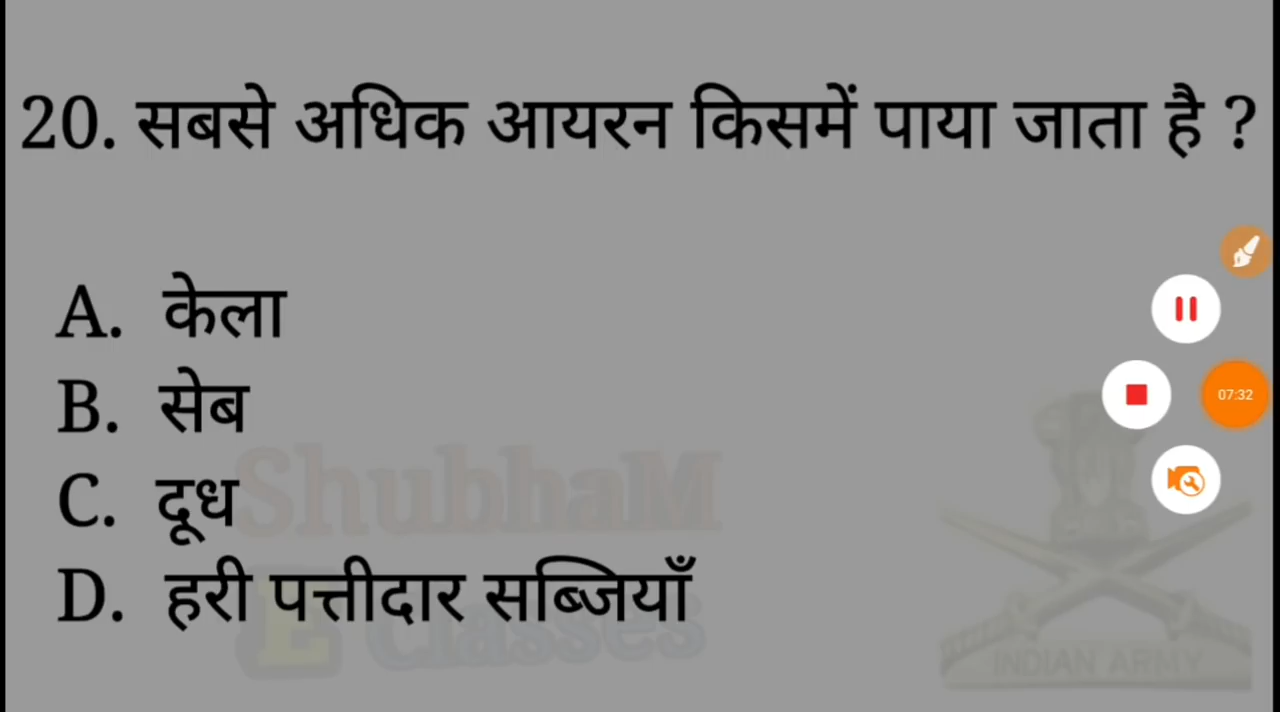 20. सबसे अधिक आयरन किसमें पाया जाता है ?
A. केला
B. सेब
C. दूध
D. हरी पत्तीदार सब्जियाँ
07:32
ShubhaM
E Classes
INDIAN ARMY